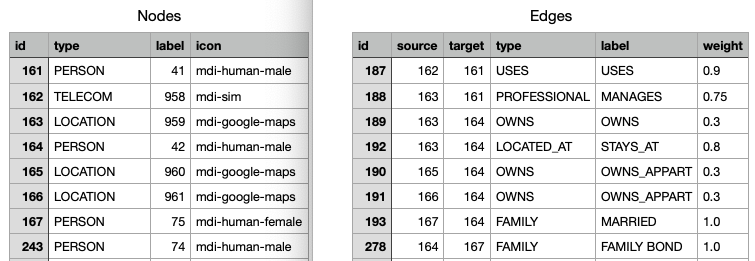 Nodes
id type label icon
161 PERSON 41 mdi-human-male
162 TELECOM 958 mdi-sim
163 LOCATION 959 mdi-google-maps
164 PERSON 42 mdi-human-male
165 LOCATION 960 mdi-google-maps
166 LOCATION 961 mdi-google-maps
167 PERSON 75 mdi-human-female
243 PERSON 74 mdi-human-male
Edges
id source target type label weight
187 162 161 USES USES 0.9
188 163 161 PROFESSIONAL MANAGES 0.75
189 163 164 OWNS OWNS 0.3
192 163 164 LOCATED_AT STAYS_AT 0.8
190 165 164 OWNS OWNS_APPART 0.3
191 166 164 OWNS OWNS_APPART 0.3
193 167 164 FAMILY MARRIED 1.0
278 164 167 FAMILY FAMILY BOND 1.0